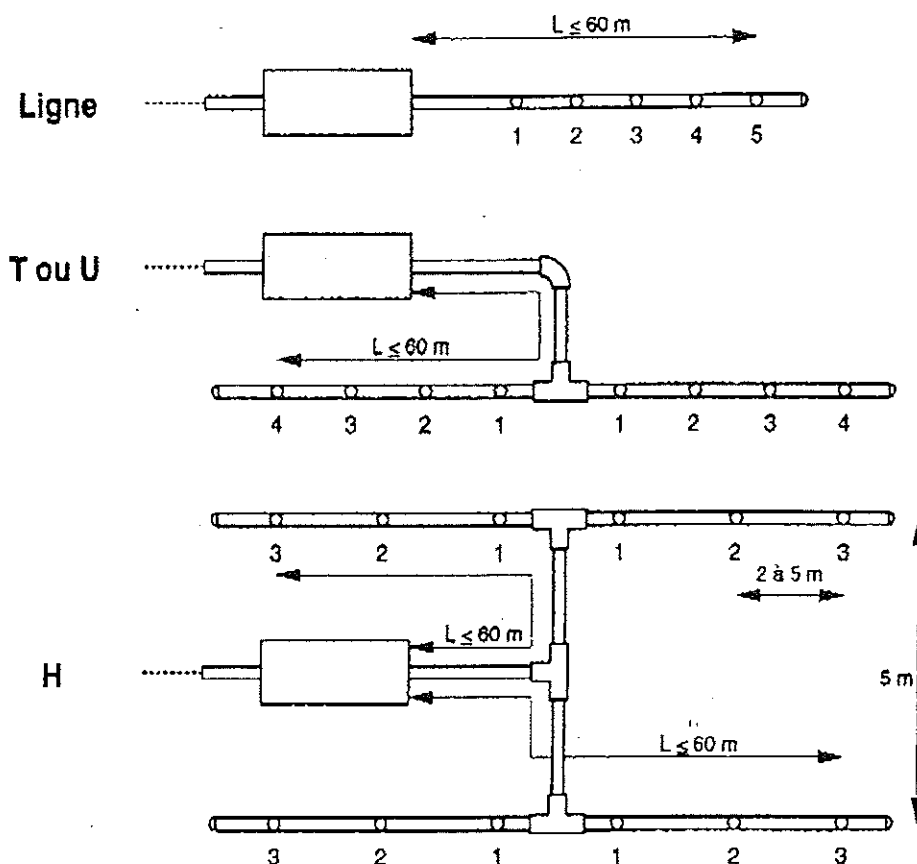 L ≤ 60 m
Ligne
1 2 3 4 5
T ou U
L ≤ 60 m
4 3 2 1 1 2 3 4
3 2 1 1 2 3
2 à 5 m
L ≤ 60 m
H
5 m
L ≤ 60 m
3 2 1 1 2 3